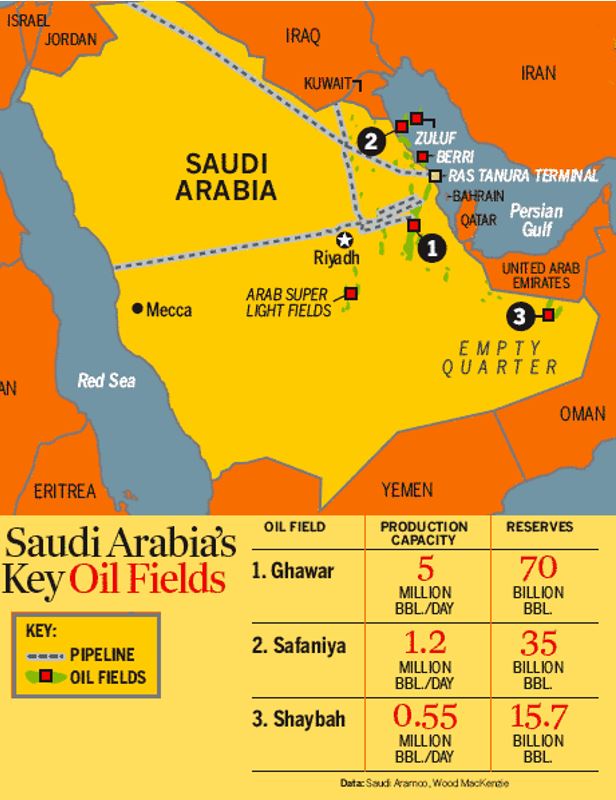 ISRAEL
JORDAN
IRAQ
IRAN
KUWAIT
2
ZULUF
BERRI
RAS TANURA TERMINAL
SAUDI
ARABIA
BAHRAIN
QATAR
Persian
Gulf
Riyadh
1
UNITED ARAB
EMIRATES
ARAB SUPER
LIGHT FIELDS
Mecca
3
EMPTY
QUARTER
Red Sea
AN
OMAN
ERITREA
YEMEN
Saudi Arabia's
Key Oil Fields
KEY:
PIPELINE
OIL FIELDS
OIL FIELD PRODUCTION CAPACITY RESERVES
1. Ghawar 5 MILLION BBL./DAY 70 BILLION BBL.
2. Safaniya 1.2 MILLION BBL./DAY 35 BILLION BBL.
3. Shaybah 0.55 MILLION BBL./DAY 15.7 BILLION BBL.
Data: Saudi Aramco, Wood MacKenzie